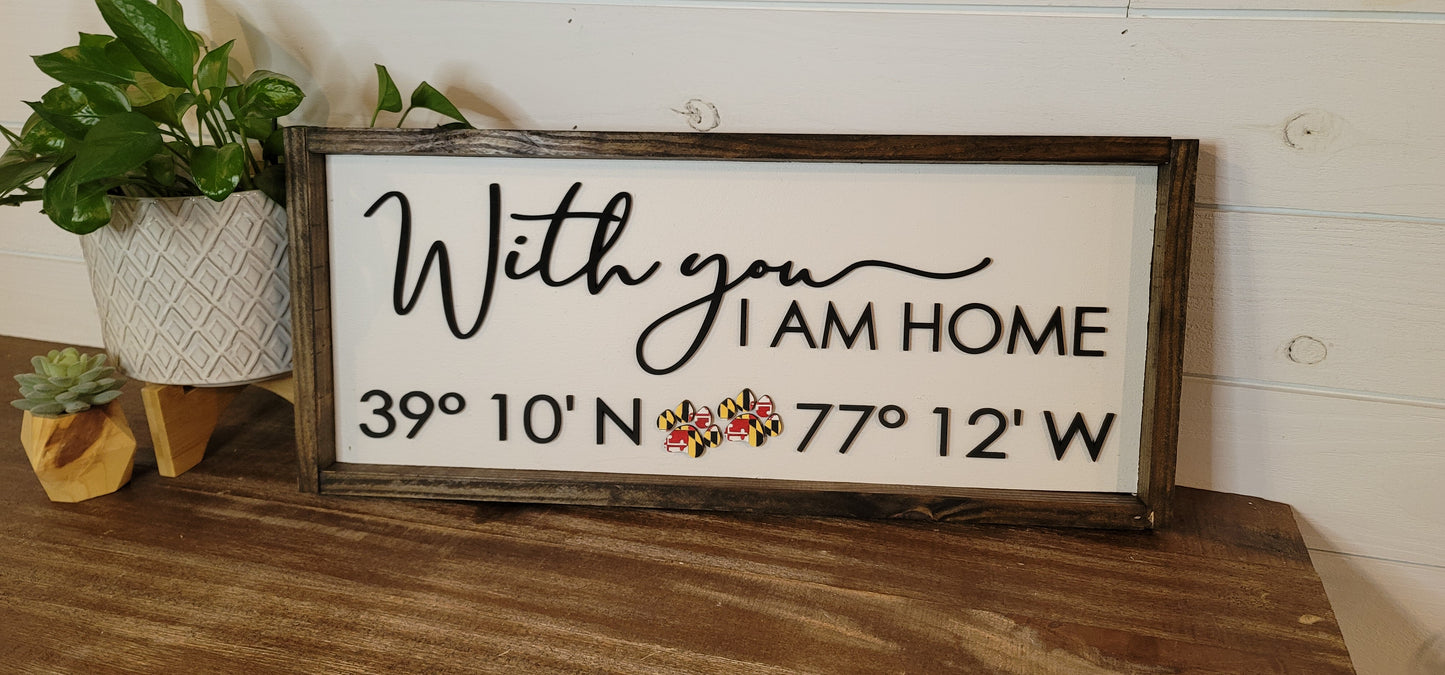 With you
I AM HOME
39° 10' N 77° 12' W